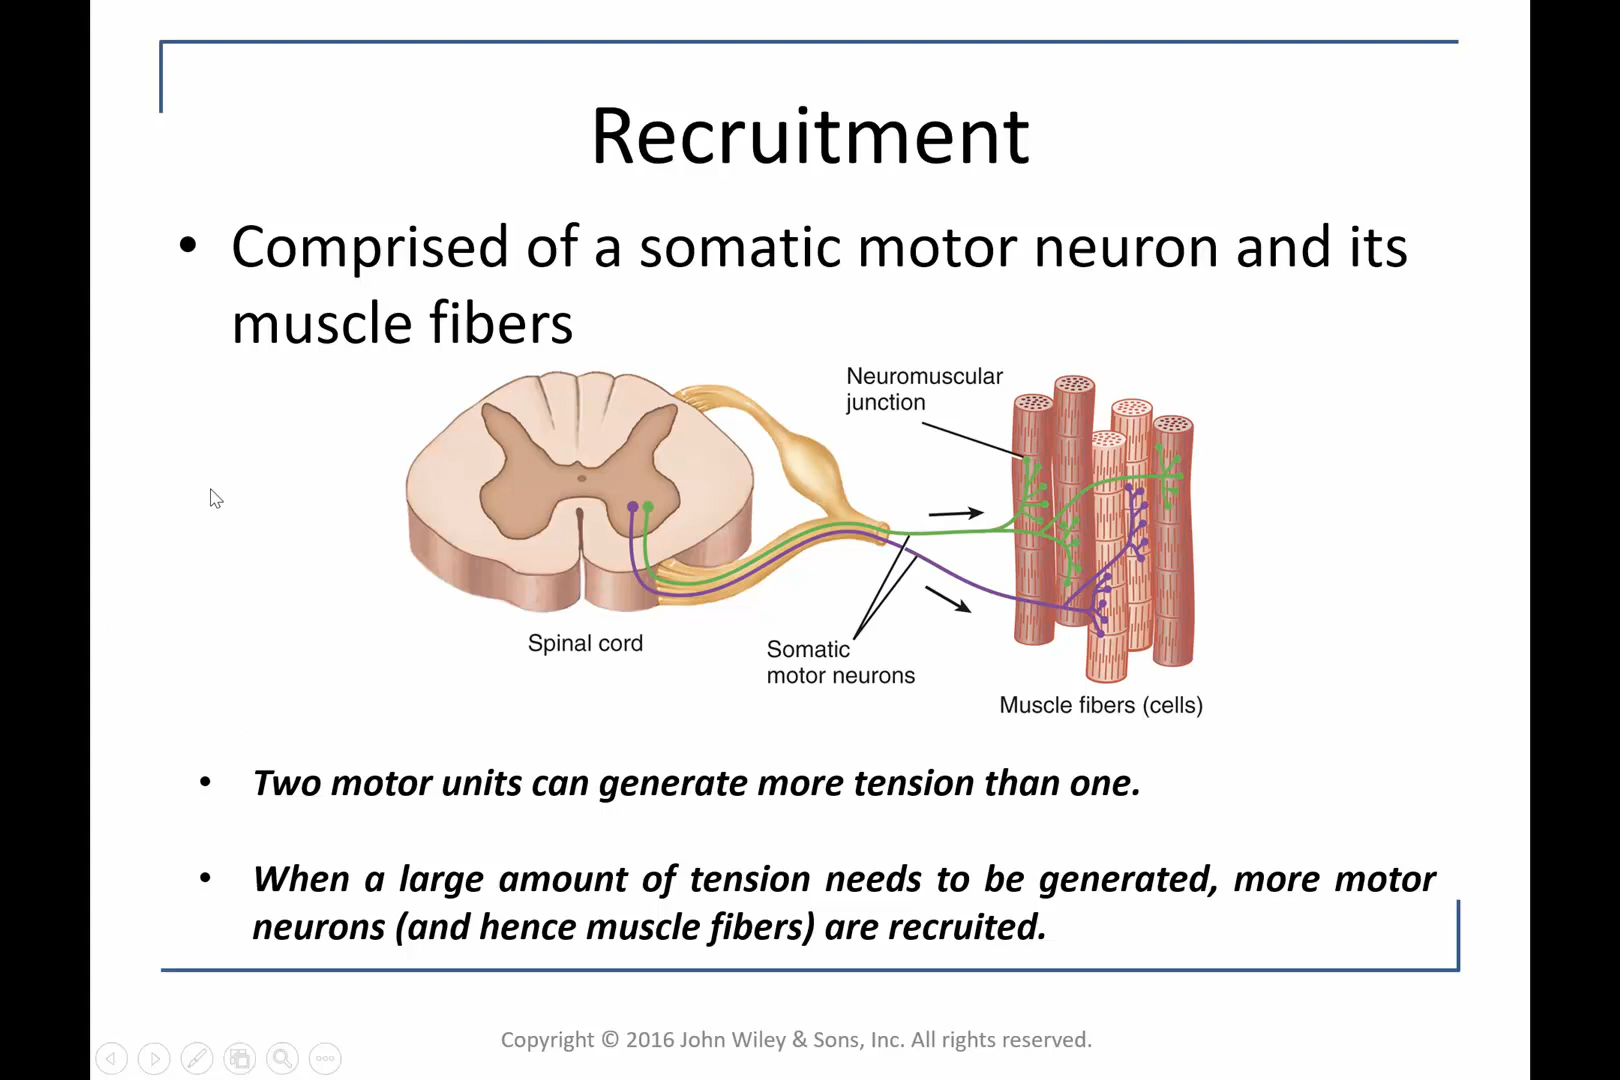 Recruitment
• Comprised of a somatic motor neuron and its
muscle fibers
Neuromuscular
junction
Spinal cord
Somatic
motor neurons
Muscle fibers (cells)
• Two motor units can generate more tension than one.
• When a large amount of tension needs to be generated, more motor
neurons (and hence muscle fibers) are recruited.
Copyright © 2016 John Wiley & Sons, Inc. All rights reserved.